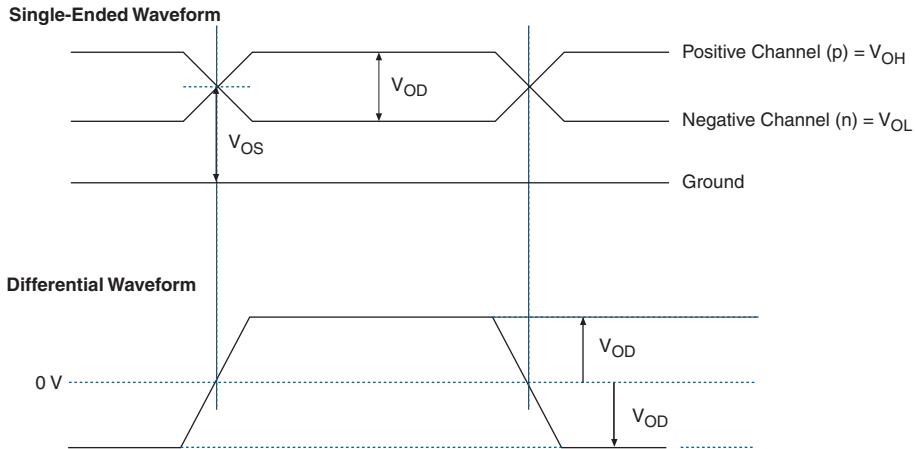 Single-Ended Waveform
Positive Channel (p) = VOH
VOD
Negative Channel (n) = VOL
VOS
Ground
Differential Waveform
VOD
0 V
VOD